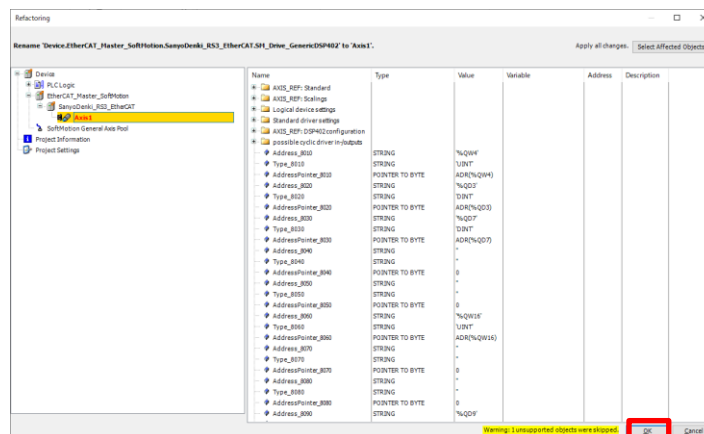 Refactoring
Rename 'Device.EtherCAT_Master_SoftMotion.SanyoDenki_RS3_EtherCAT.SM_Drive_GenericDSP402' to 'Axis1'.
Apply all changes.
Select Affected Objects
Device
PLC Logic
EtherCAT_Master_SoftMotion
SanyoDenki_RS3_EtherCAT
Axis1
SoftMotion General Axis Pool
Project Information
Project Settings
Name Type Value Variable Address Description
AXIS_REF: Standard
AXIS_REF: Scalings
Logical device settings
Standard driver settings
AXIS_REF: DSP402 configuration
possible cyclic driver in-/outputs
Address_8010 STRING '%QW4'
Type_8010 STRING 'UINT'
AddressPointer_8010 POINTER TO BYTE ADR(%QW4)
Address_8020 STRING '%QD3'
Type_8020 STRING 'DINT'
AddressPointer_8020 POINTER TO BYTE ADR(%QD3)
Address_8030 STRING '%QD7'
Type_8030 STRING 'DINT'
AddressPointer_8030 POINTER TO BYTE ADR(%QD7)
Address_8040 STRING ''
Type_8040 STRING ''
AddressPointer_8040 POINTER TO BYTE 0
Address_8050 STRING ''
Type_8050 STRING ''
AddressPointer_8050 POINTER TO BYTE 0
Address_8060 STRING '%QW16'
Type_8060 STRING 'UINT'
AddressPointer_8060 POINTER TO BYTE ADR(%QW16)
Address_8070 STRING ''
Type_8070 STRING ''
AddressPointer_8070 POINTER TO BYTE 0
Address_8080 STRING ''
Type_8080 STRING ''
AddressPointer_8080 POINTER TO BYTE 0
Address_8090 STRING '%QD9'
Warning: 1 unsupported objects were skipped.
OK
Cancel